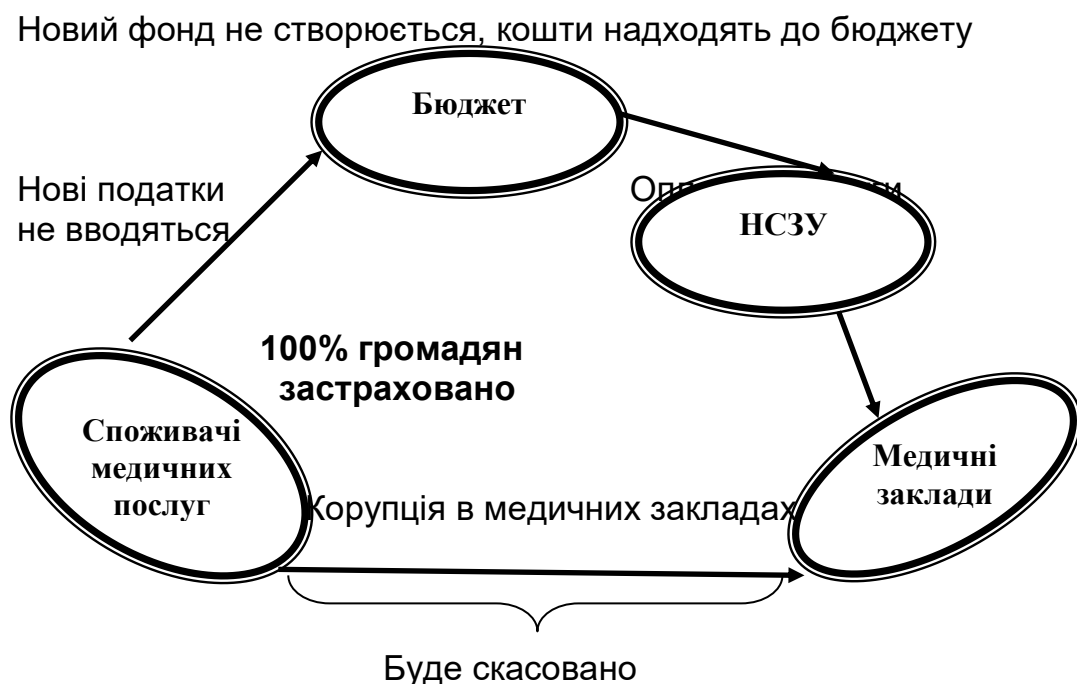 Новий фонд не створюється, кошти надходять до бюджету
Бюджет
Нові податки
не вводяться
НСЗУ
100% громадян
застраховано
Споживачі
медичних
послуг
Медичні
заклади
Корупція в медичних закладах
Буде скасовано